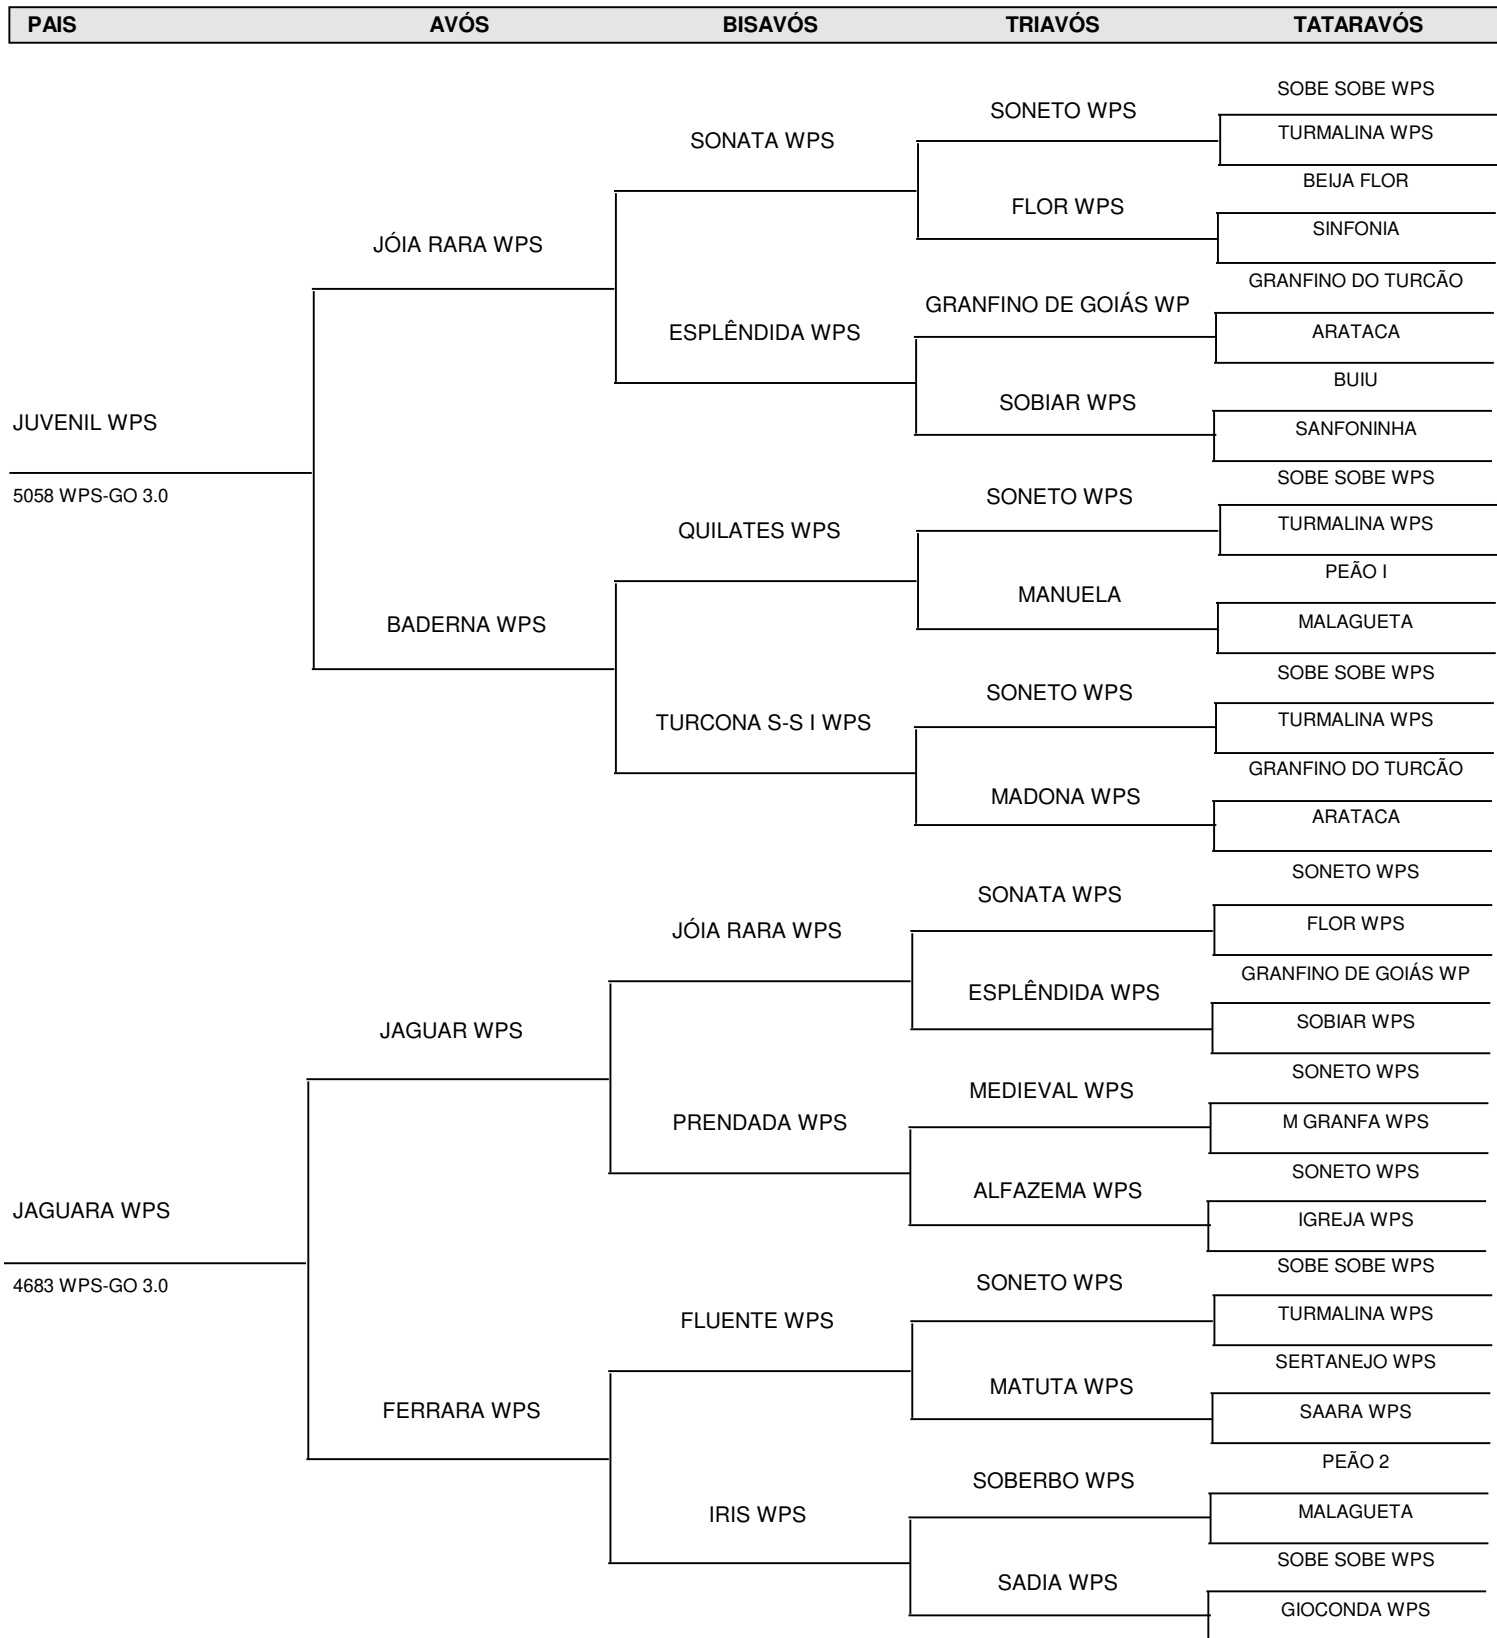 PAIS AVÓS BISAVÓS TRIAVÓS TATARAVÓS
SOBE SOBE WPS
SONETO WPS
TURMALINA WPS
SONATA WPS
BEIJA FLOR
FLOR WPS
SINFONIA
JÓIA RARA WPS
GRANFINO DO TURCÃO
GRANFINO DE GOIÁS WP
ARATACA
ESPLÊNDIDA WPS
BUIU
SOBIAR WPS
SANFONINHA
JUVENIL WPS
5058 WPS-GO 3.0
SOBE SOBE WPS
SONETO WPS
TURMALINA WPS
QUILATES WPS
PEÃO I
MANUELA
MALAGUETA
BADERNA WPS
SOBE SOBE WPS
SONETO WPS
TURMALINA WPS
TURCONA S-S I WPS
GRANFINO DO TURCÃO
MADONA WPS
ARATACA
SONETO WPS
SONATA WPS
FLOR WPS
JÓIA RARA WPS
GRANFINO DE GOIÁS WP
ESPLÊNDIDA WPS
SOBIAR WPS
JAGUAR WPS
SONETO WPS
MEDIEVAL WPS
M GRANFA WPS
PRENDADA WPS
SONETO WPS
ALFAZEMA WPS
IGREJA WPS
JAGUARA WPS
4683 WPS-GO 3.0
SOBE SOBE WPS
SONETO WPS
TURMALINA WPS
FLUENTE WPS
SERTANEJO WPS
MATUTA WPS
SAARA WPS
FERRARA WPS
PEÃO 2
SOBERBO WPS
MALAGUETA
IRIS WPS
SOBE SOBE WPS
SADIA WPS
GIOCONDA WPS